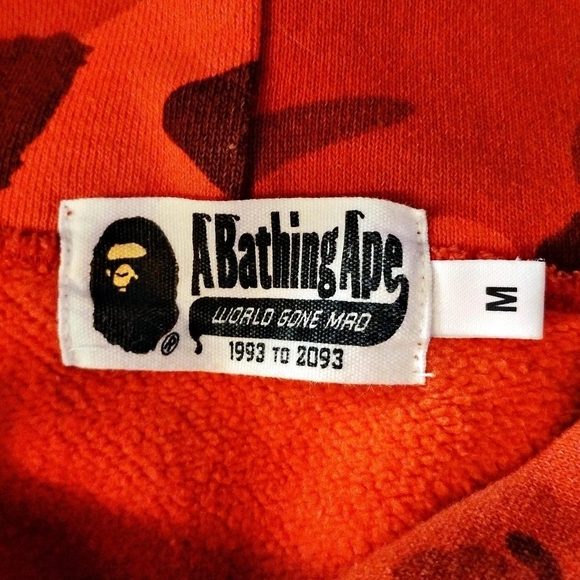 A Bathing Ape
WORLD GONE MAD
1993 TO 2093
®
M